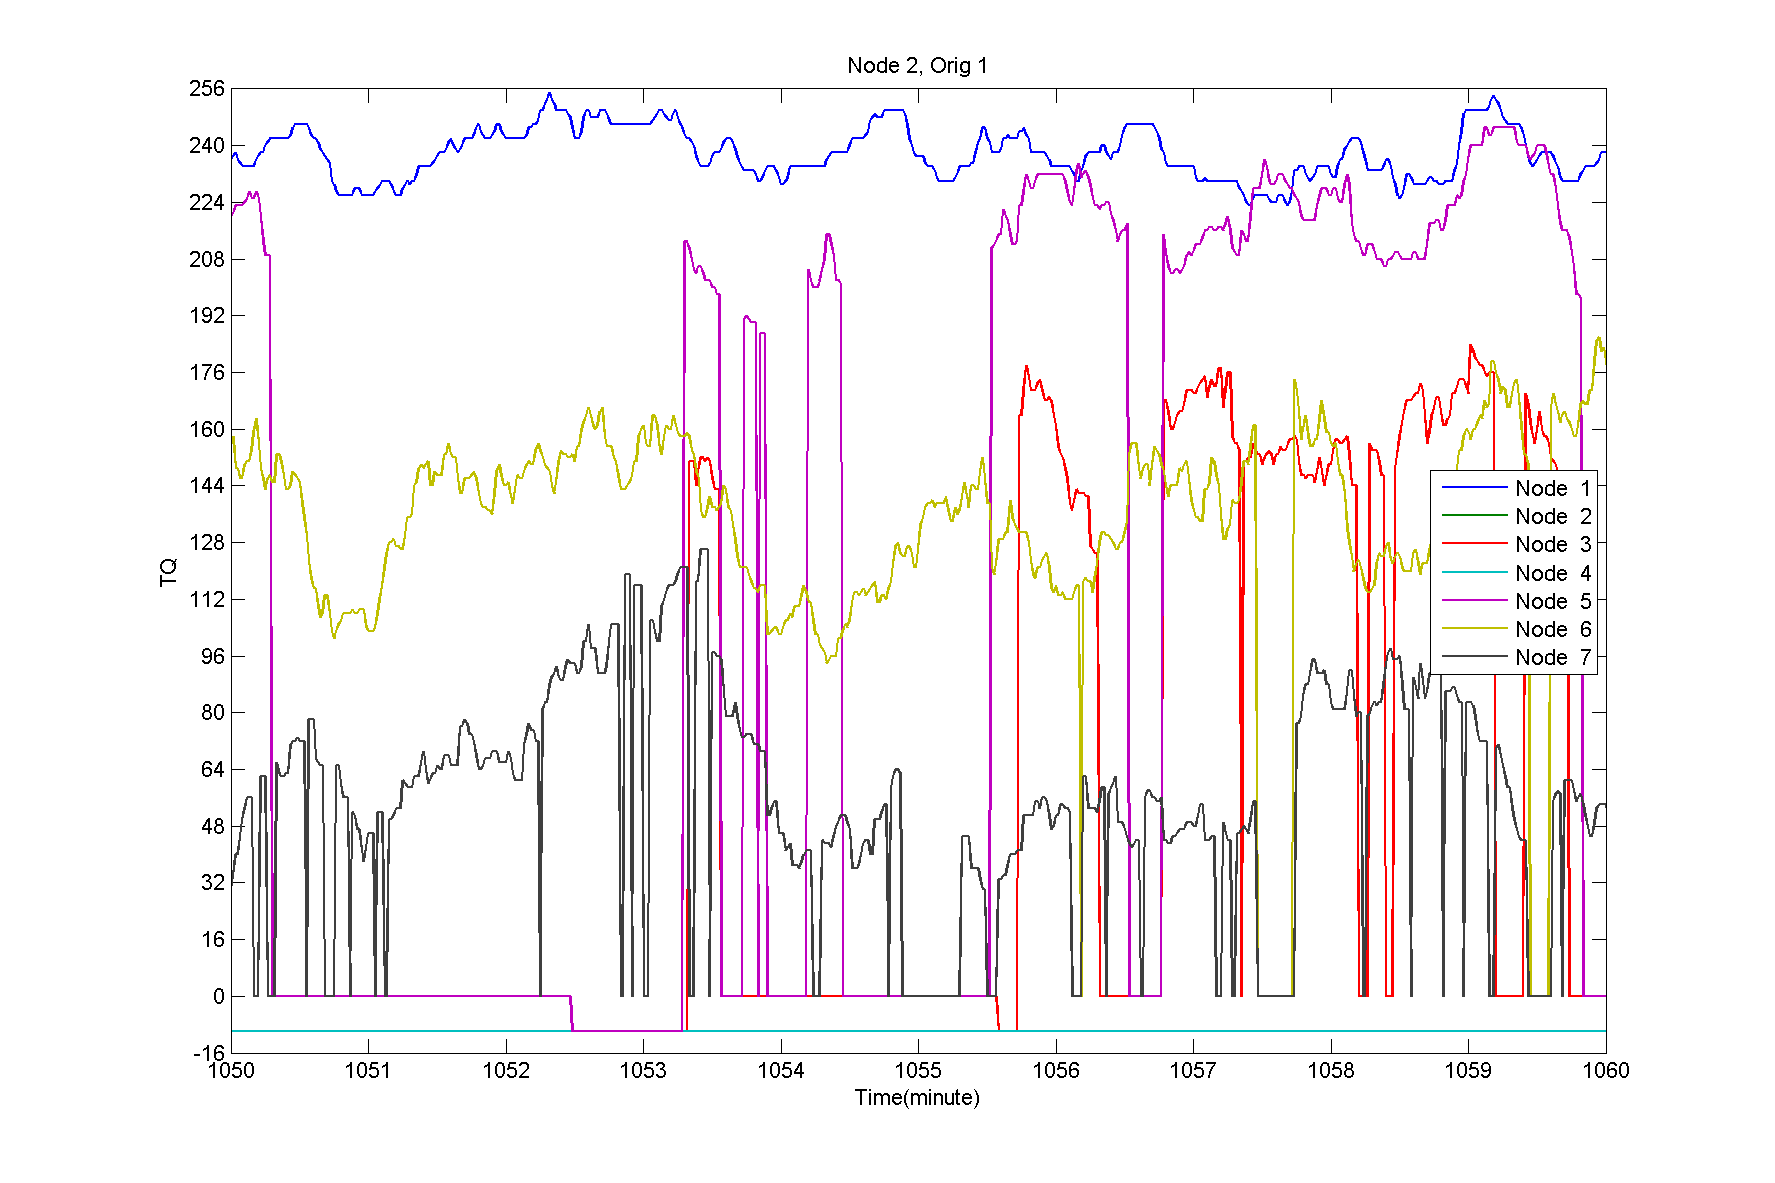 Node 2, Orig 1
256
240
224
208
192
176
160
144
128
112
96
80
64
48
32
16
0
-16
TQ
Node 1
Node 2
Node 3
Node 4
Node 5
Node 6
Node 7
1050 1051 1052 1053 1054 1055 1056 1057 1058 1059 1060
Time(minute)